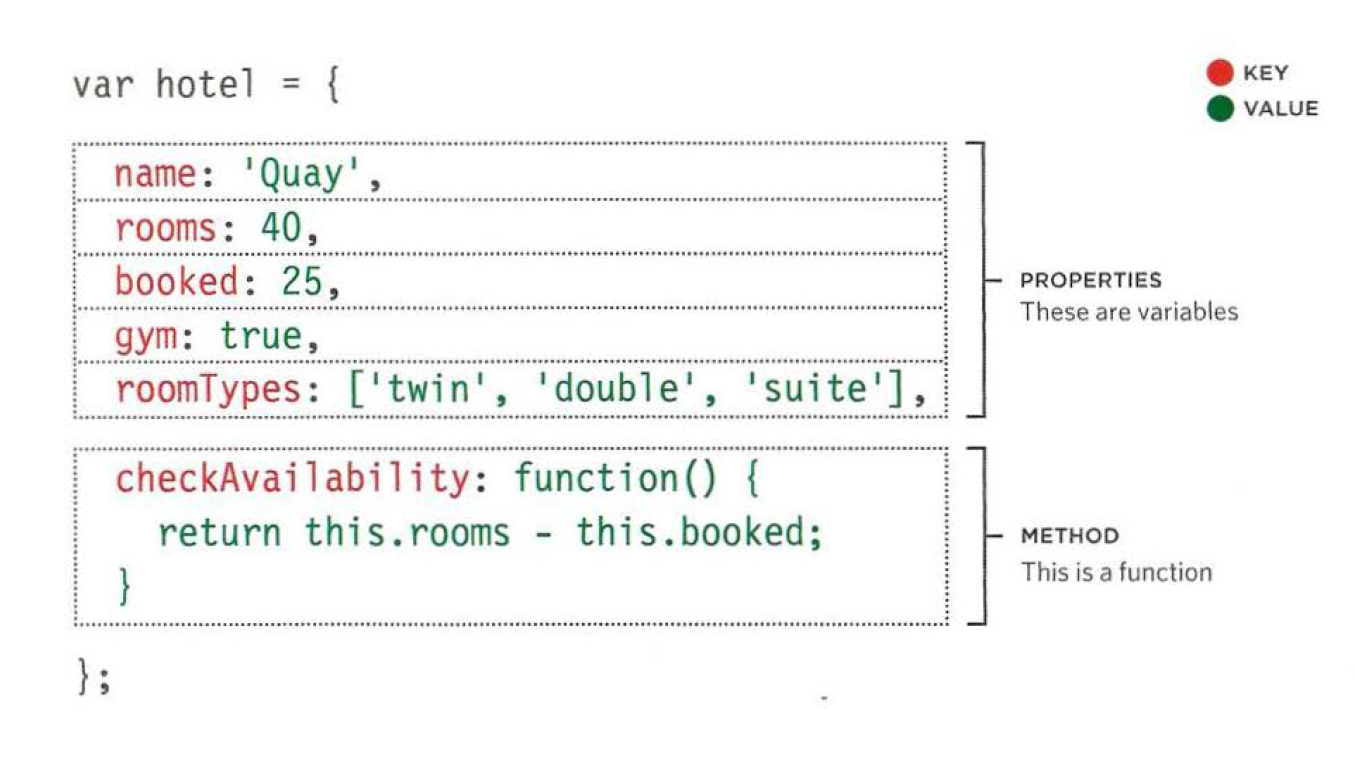 var hotel = {
KEY
VALUE
name: 'Quay',
rooms: 40,
booked: 25,
gym: true,
roomTypes: ['twin', 'double', 'suite'],
PROPERTIES
These are variables
checkAvailability: function() {
return this.rooms - this.booked;
}
METHOD
This is a function
};